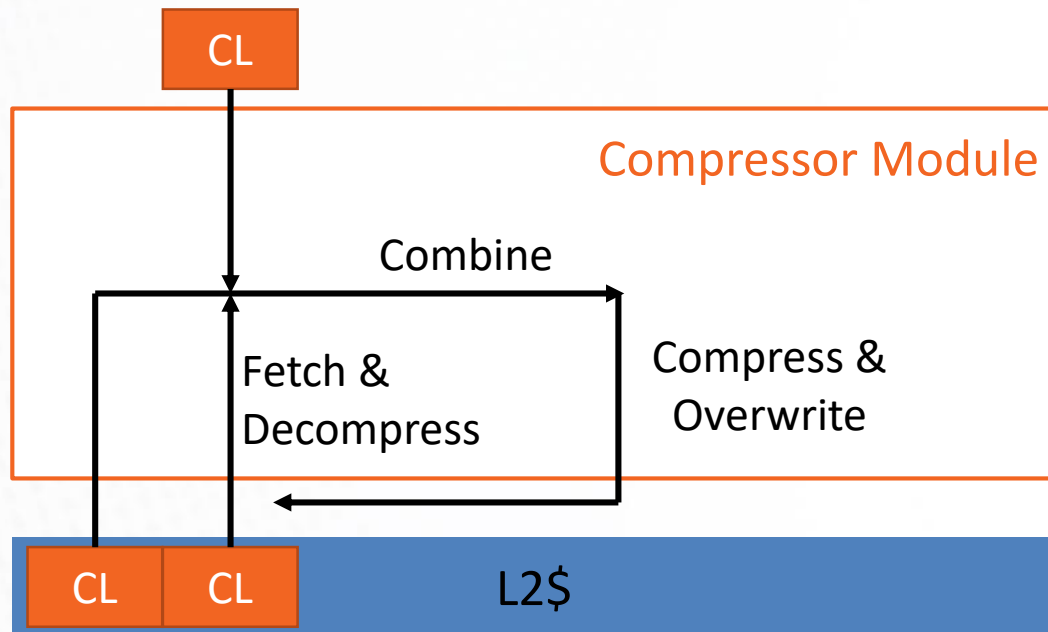 CL
Compressor Module
Combine
Fetch &
Decompress
Compress &
Overwrite
CL
CL
L2$